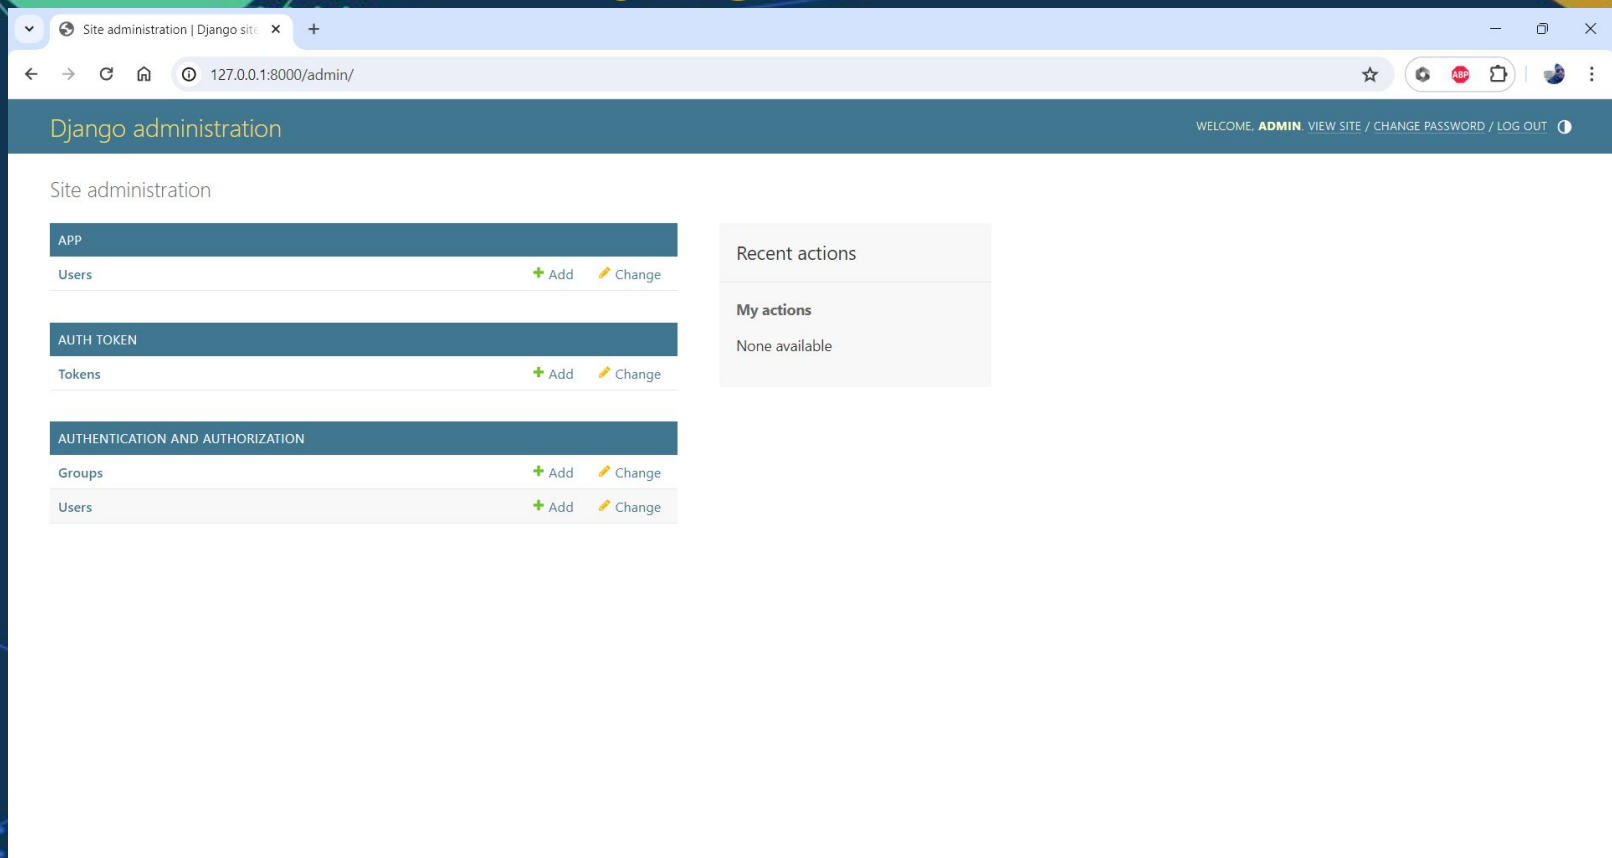 Site administration | Django site
127.0.0.1:8000/admin/
ABP
Django administration
WELCOME, ADMIN. VIEW SITE / CHANGE PASSWORD / LOG OUT
Site administration
APP
Users Add Change
AUTH TOKEN
Tokens Add Change
AUTHENTICATION AND AUTHORIZATION
Groups Add Change
Users Add Change
Recent actions
My actions
None available